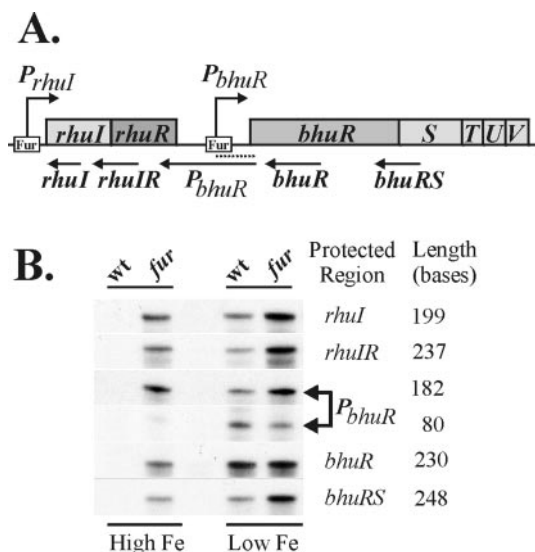 A.
PrhuI PbhuR
Fur rhuI rhuR Fur bhuR S T U V
rhuI rhuIR PbhuR bhuR bhuRS
B.
wt fur wt fur Protected Region Length (bases)
rhuI 199
rhuIR 237
182
PbhuR
80
bhuR 230
bhuRS 248
High Fe Low Fe